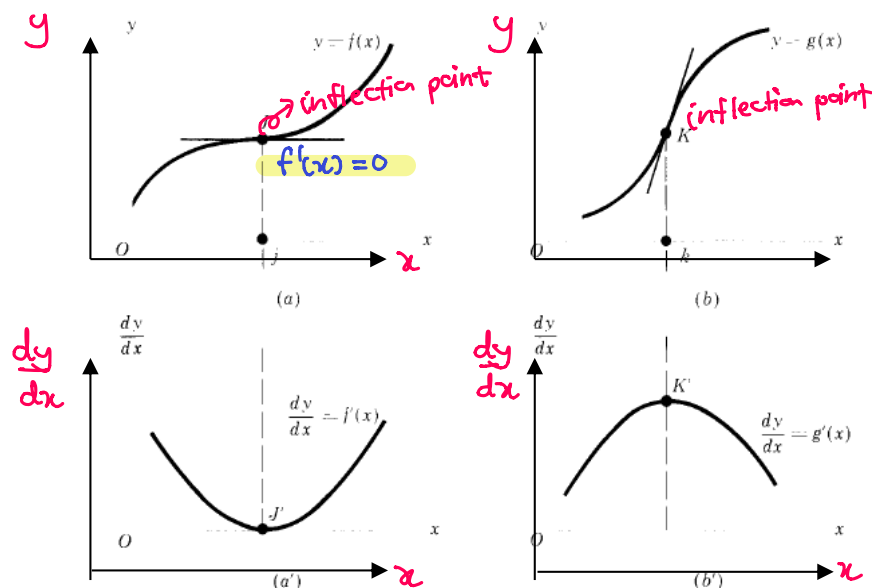 y
y
y = f(x)
inflection point
f'(x) = 0
O
j
x
x
(a)
y
y
y = g(x)
inflection point
K
O
k
x
x
(b)
dy
dx
dy
dx
dy/dx = f'(x)
J'
O
x
x
(a')
dy
dx
dy
dx
K'
dy/dx = g'(x)
O
x
x
(b')